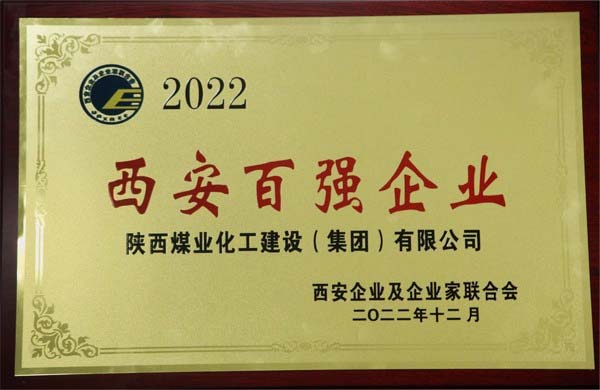 2022
西安百强企业
陕西煤业化工建设（集团）有限公司
西安企业及企业家联合会
二〇二二年十二月